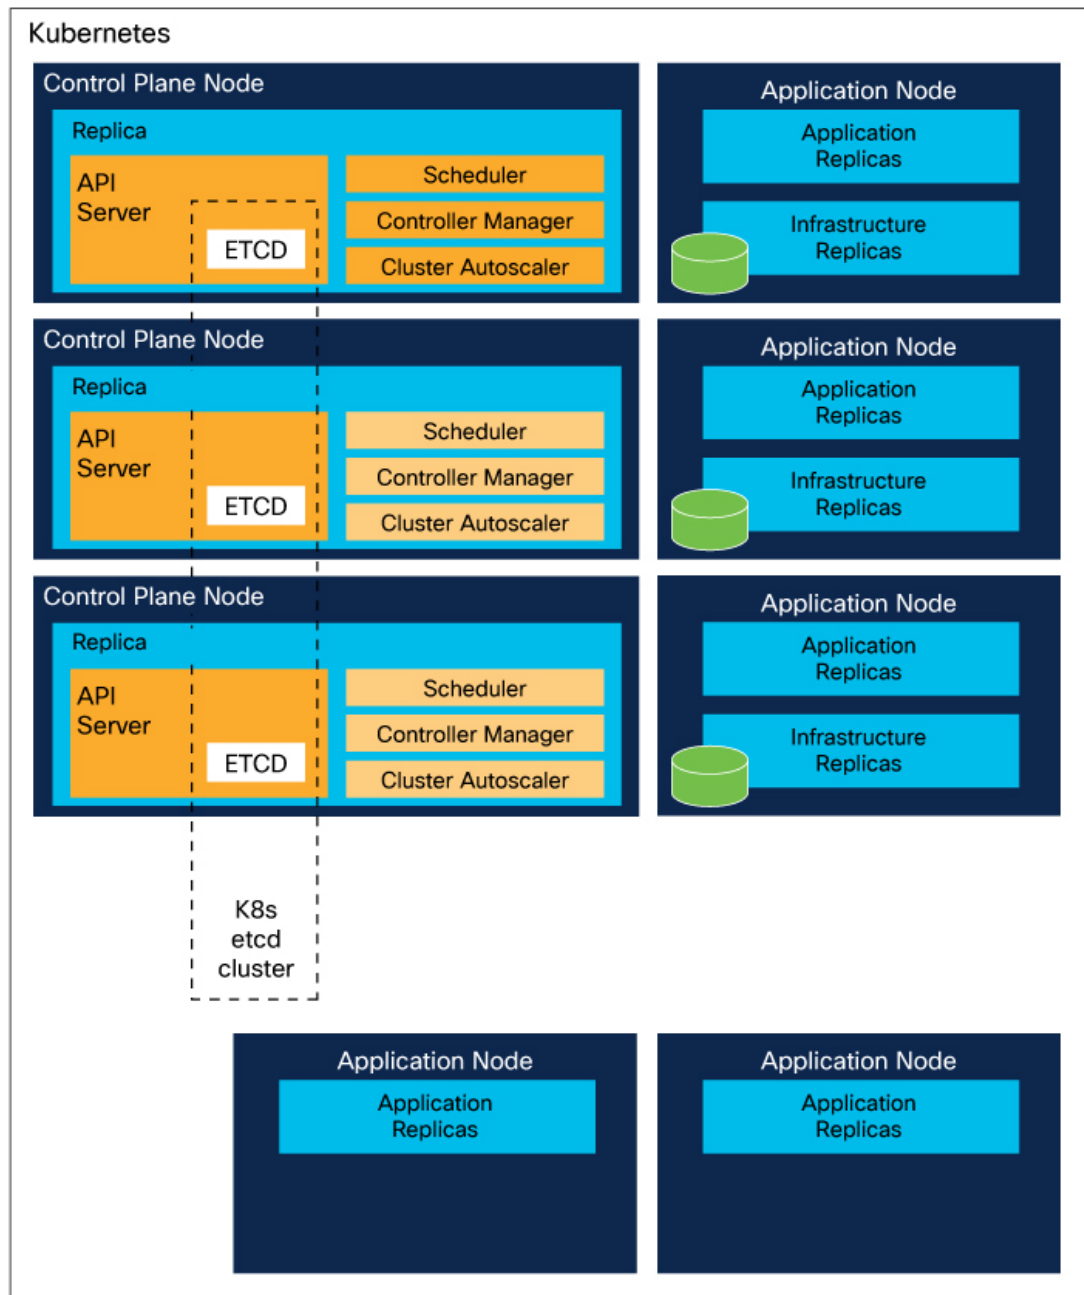 Kubernetes
Control Plane Node
Replica
API
Server
ETCD
Scheduler
Controller Manager
Cluster Autoscaler
Application Node
Application
Replicas
Infrastructure
Replicas
Control Plane Node
Replica
API
Server
ETCD
Scheduler
Controller Manager
Cluster Autoscaler
Application Node
Application
Replicas
Infrastructure
Replicas
Control Plane Node
Replica
API
Server
ETCD
Scheduler
Controller Manager
Cluster Autoscaler
Application Node
Application
Replicas
Infrastructure
Replicas
K8s
etcd
cluster
Application Node
Application
Replicas
Application Node
Application
Replicas